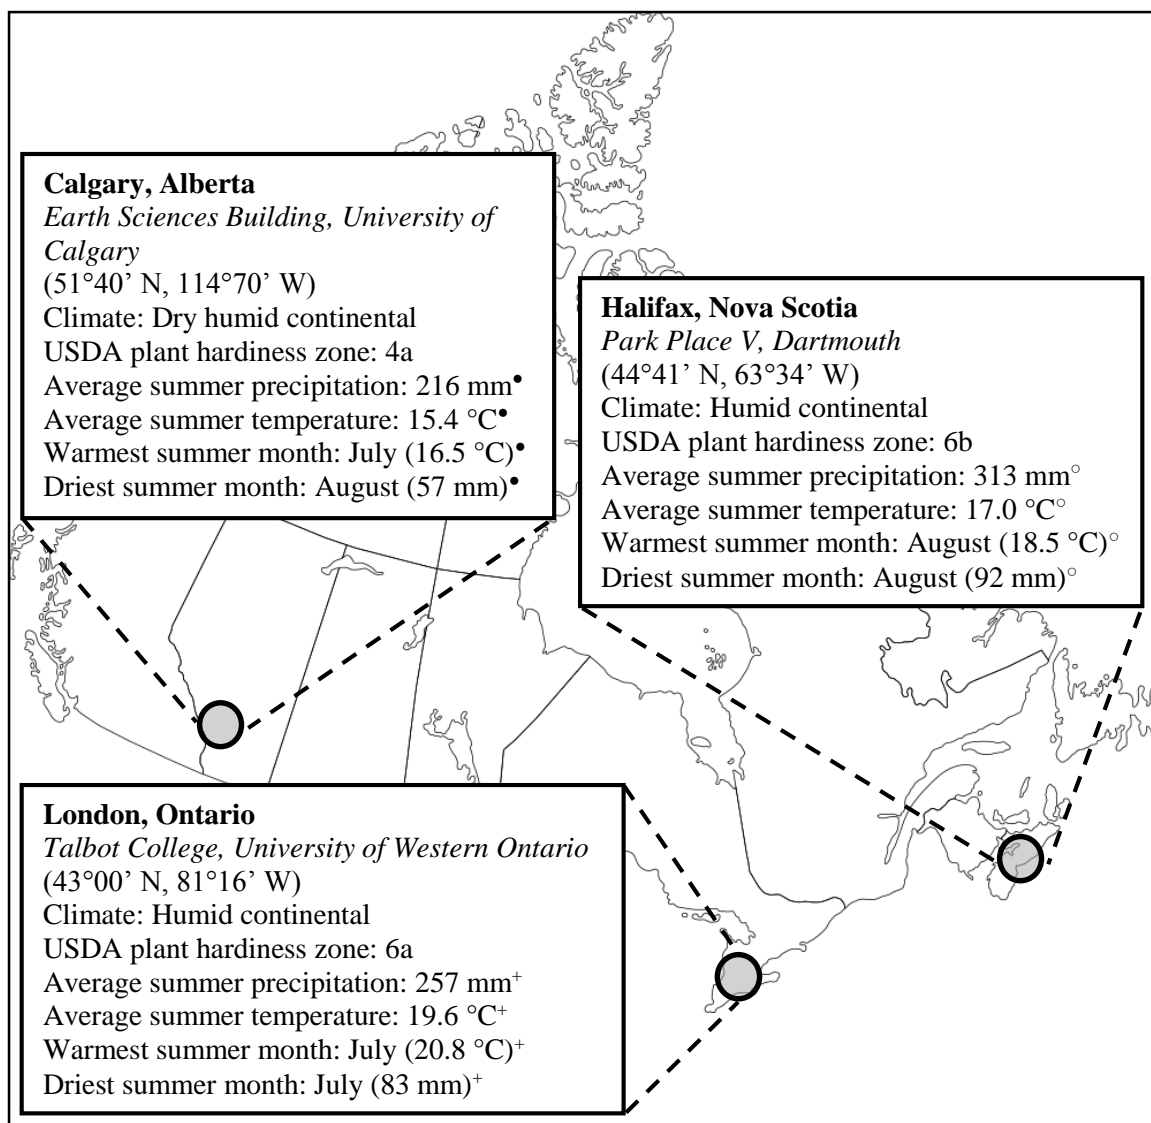 Calgary, Alberta
Earth Sciences Building, University of
Calgary
(51°40’ N, 114°70’ W)
Climate: Dry humid continental
USDA plant hardiness zone: 4a
Average summer precipitation: 216 mm•
Average summer temperature: 15.4 °C•
Warmest summer month: July (16.5 °C)•
Driest summer month: August (57 mm)•
Halifax, Nova Scotia
Park Place V, Dartmouth
(44°41’ N, 63°34’ W)
Climate: Humid continental
USDA plant hardiness zone: 6b
Average summer precipitation: 313 mm○
Average summer temperature: 17.0 °C○
Warmest summer month: August (18.5 °C)○
Driest summer month: August (92 mm)○
London, Ontario
Talbot College, University of Western Ontario
(43°00’ N, 81°16’ W)
Climate: Humid continental
USDA plant hardiness zone: 6a
Average summer precipitation: 257 mm+
Average summer temperature: 19.6 °C+
Warmest summer month: July (20.8 °C)+
Driest summer month: July (83 mm)+